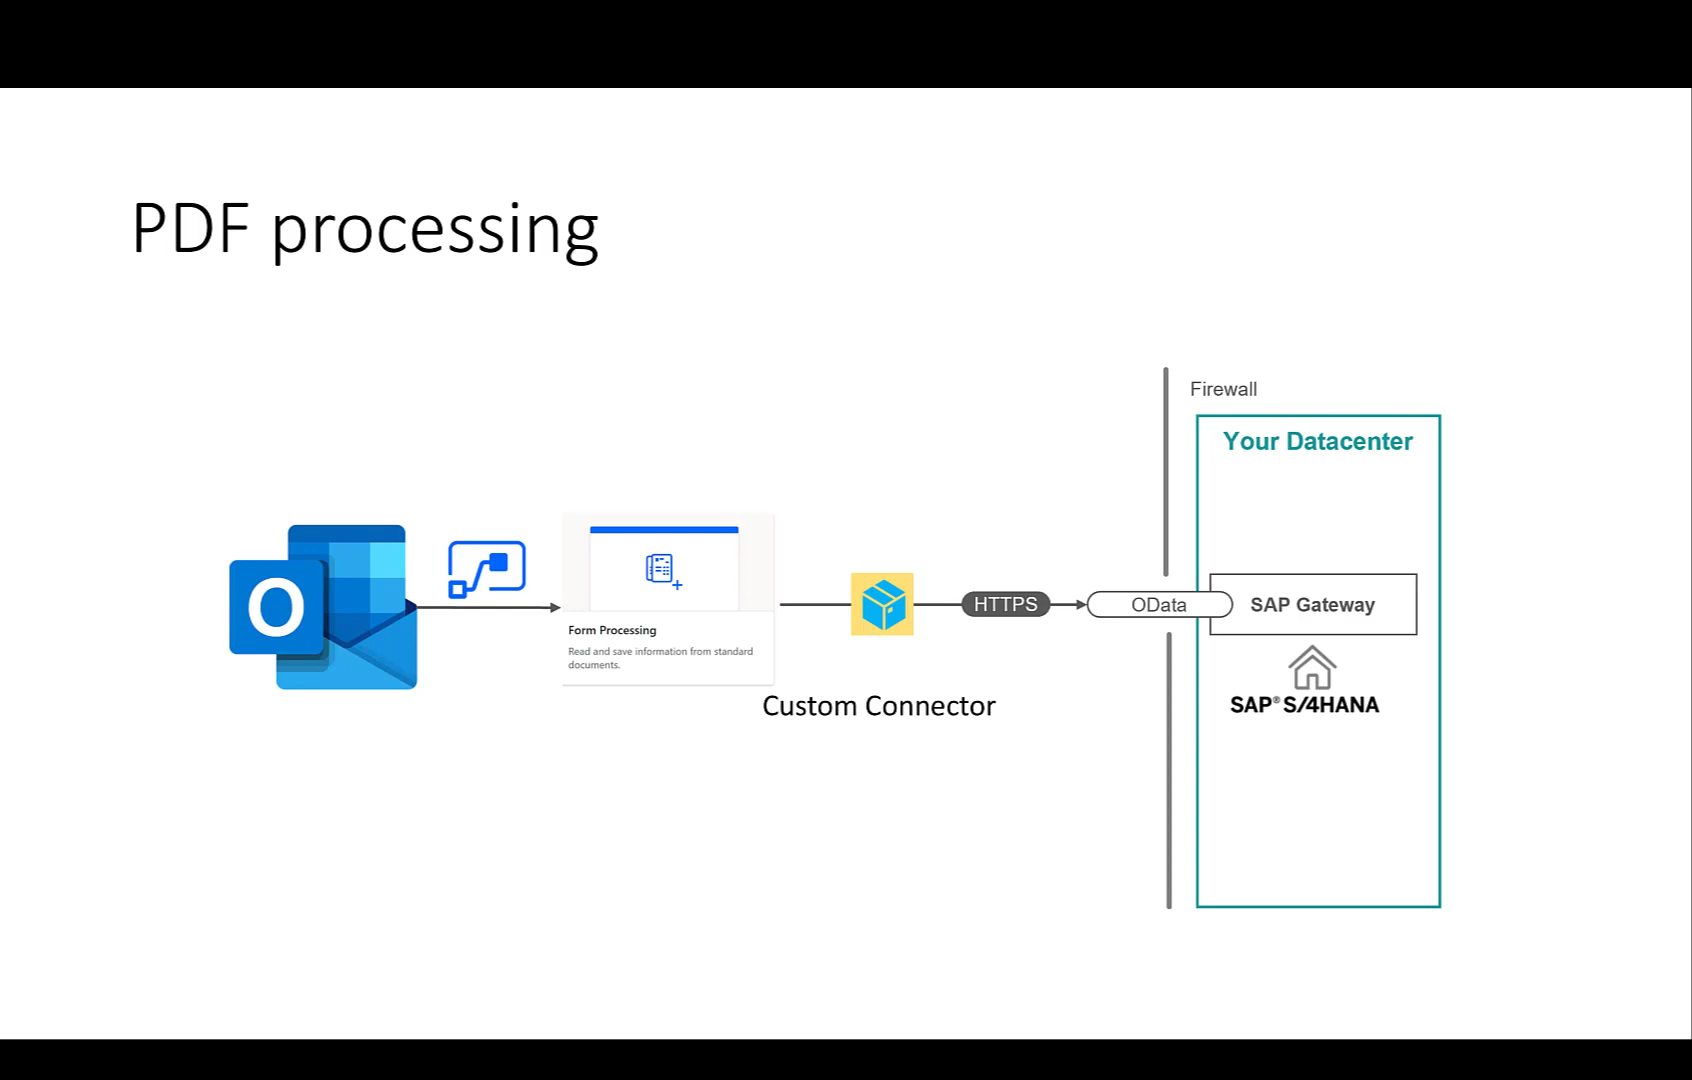 PDF processing
Firewall
Your Datacenter
O
Form Processing
Read and save information from standard
documents.
Custom Connector
HTTPS
OData
SAP Gateway
SAP® S/4HANA